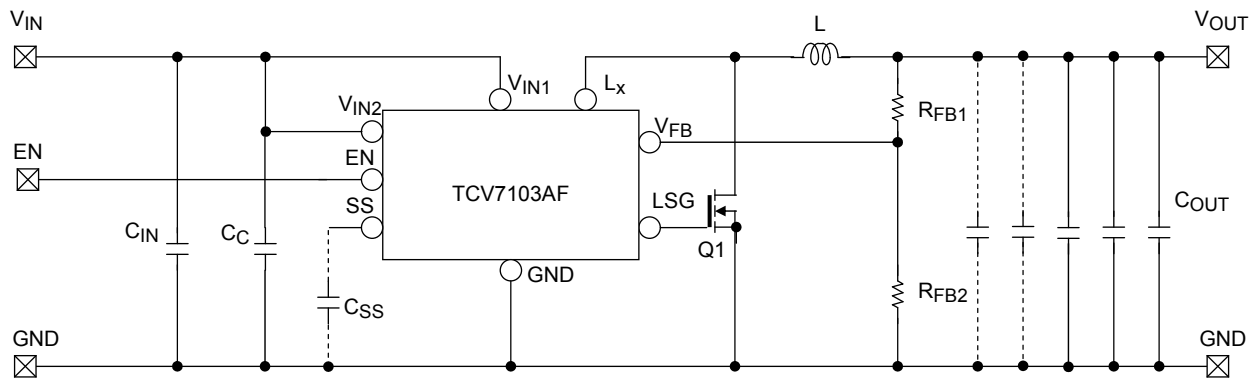 VIN
L
VOUT
VIN1
Lx
VIN2
VFB
RFB1
EN
EN
TCV7103AF
SS
LSG
COUT
CIN
CC
Q1
GND
CSS
RFB2
GND
GND